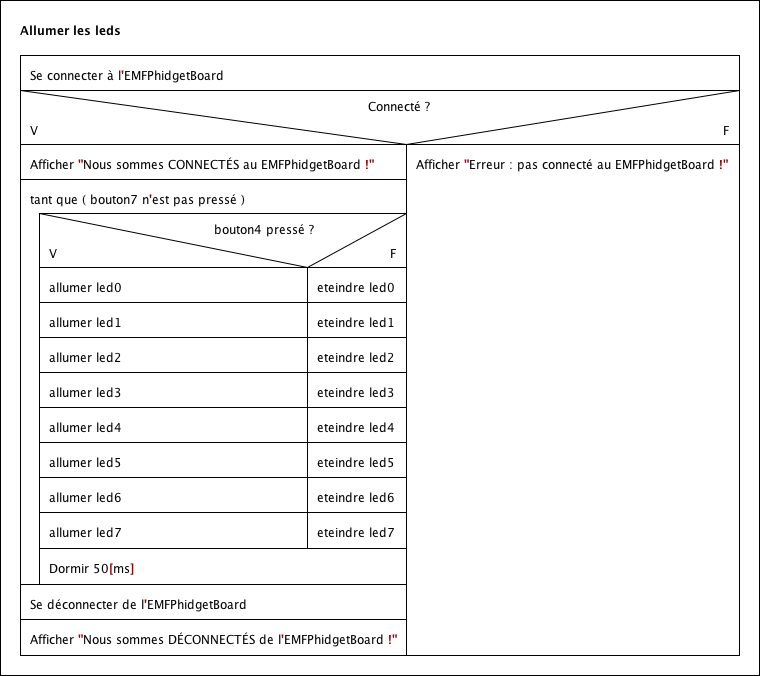 Allumer les leds
Se connecter à l'EMFPhidgetBoard
Connecté ?
V
F
Afficher "Nous sommes CONNECTÉS au EMFPhidgetBoard !"
Afficher "Erreur : pas connecté au EMFPhidgetBoard !"
tant que ( bouton7 n'est pas pressé )
bouton4 pressé ?
V
F
allumer led0
eteindre led0
allumer led1
eteindre led1
allumer led2
eteindre led2
allumer led3
eteindre led3
allumer led4
eteindre led4
allumer led5
eteindre led5
allumer led6
eteindre led6
allumer led7
eteindre led7
Dormir 50[ms]
Se déconnecter de l'EMFPhidgetBoard
Afficher "Nous sommes DÉCONNECTÉS de l'EMFPhidgetBoard !"